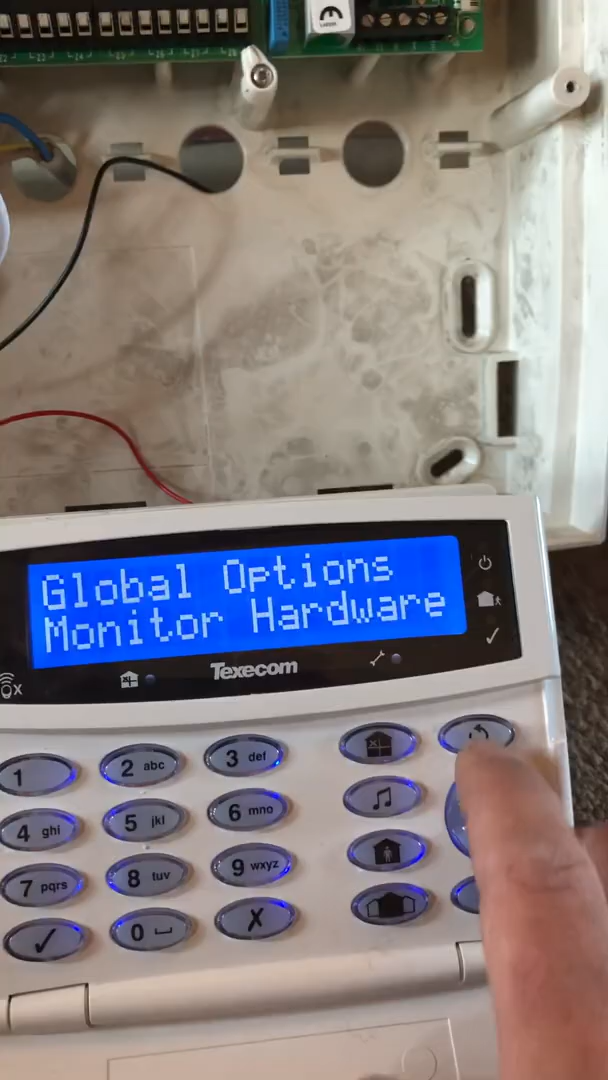 Global Options
Monitor Hardware
Texecom
1
2 abc
3 def
4 ghi
5 jkl
6 mno
7 pqrs
8 tuv
9 wxyz
0